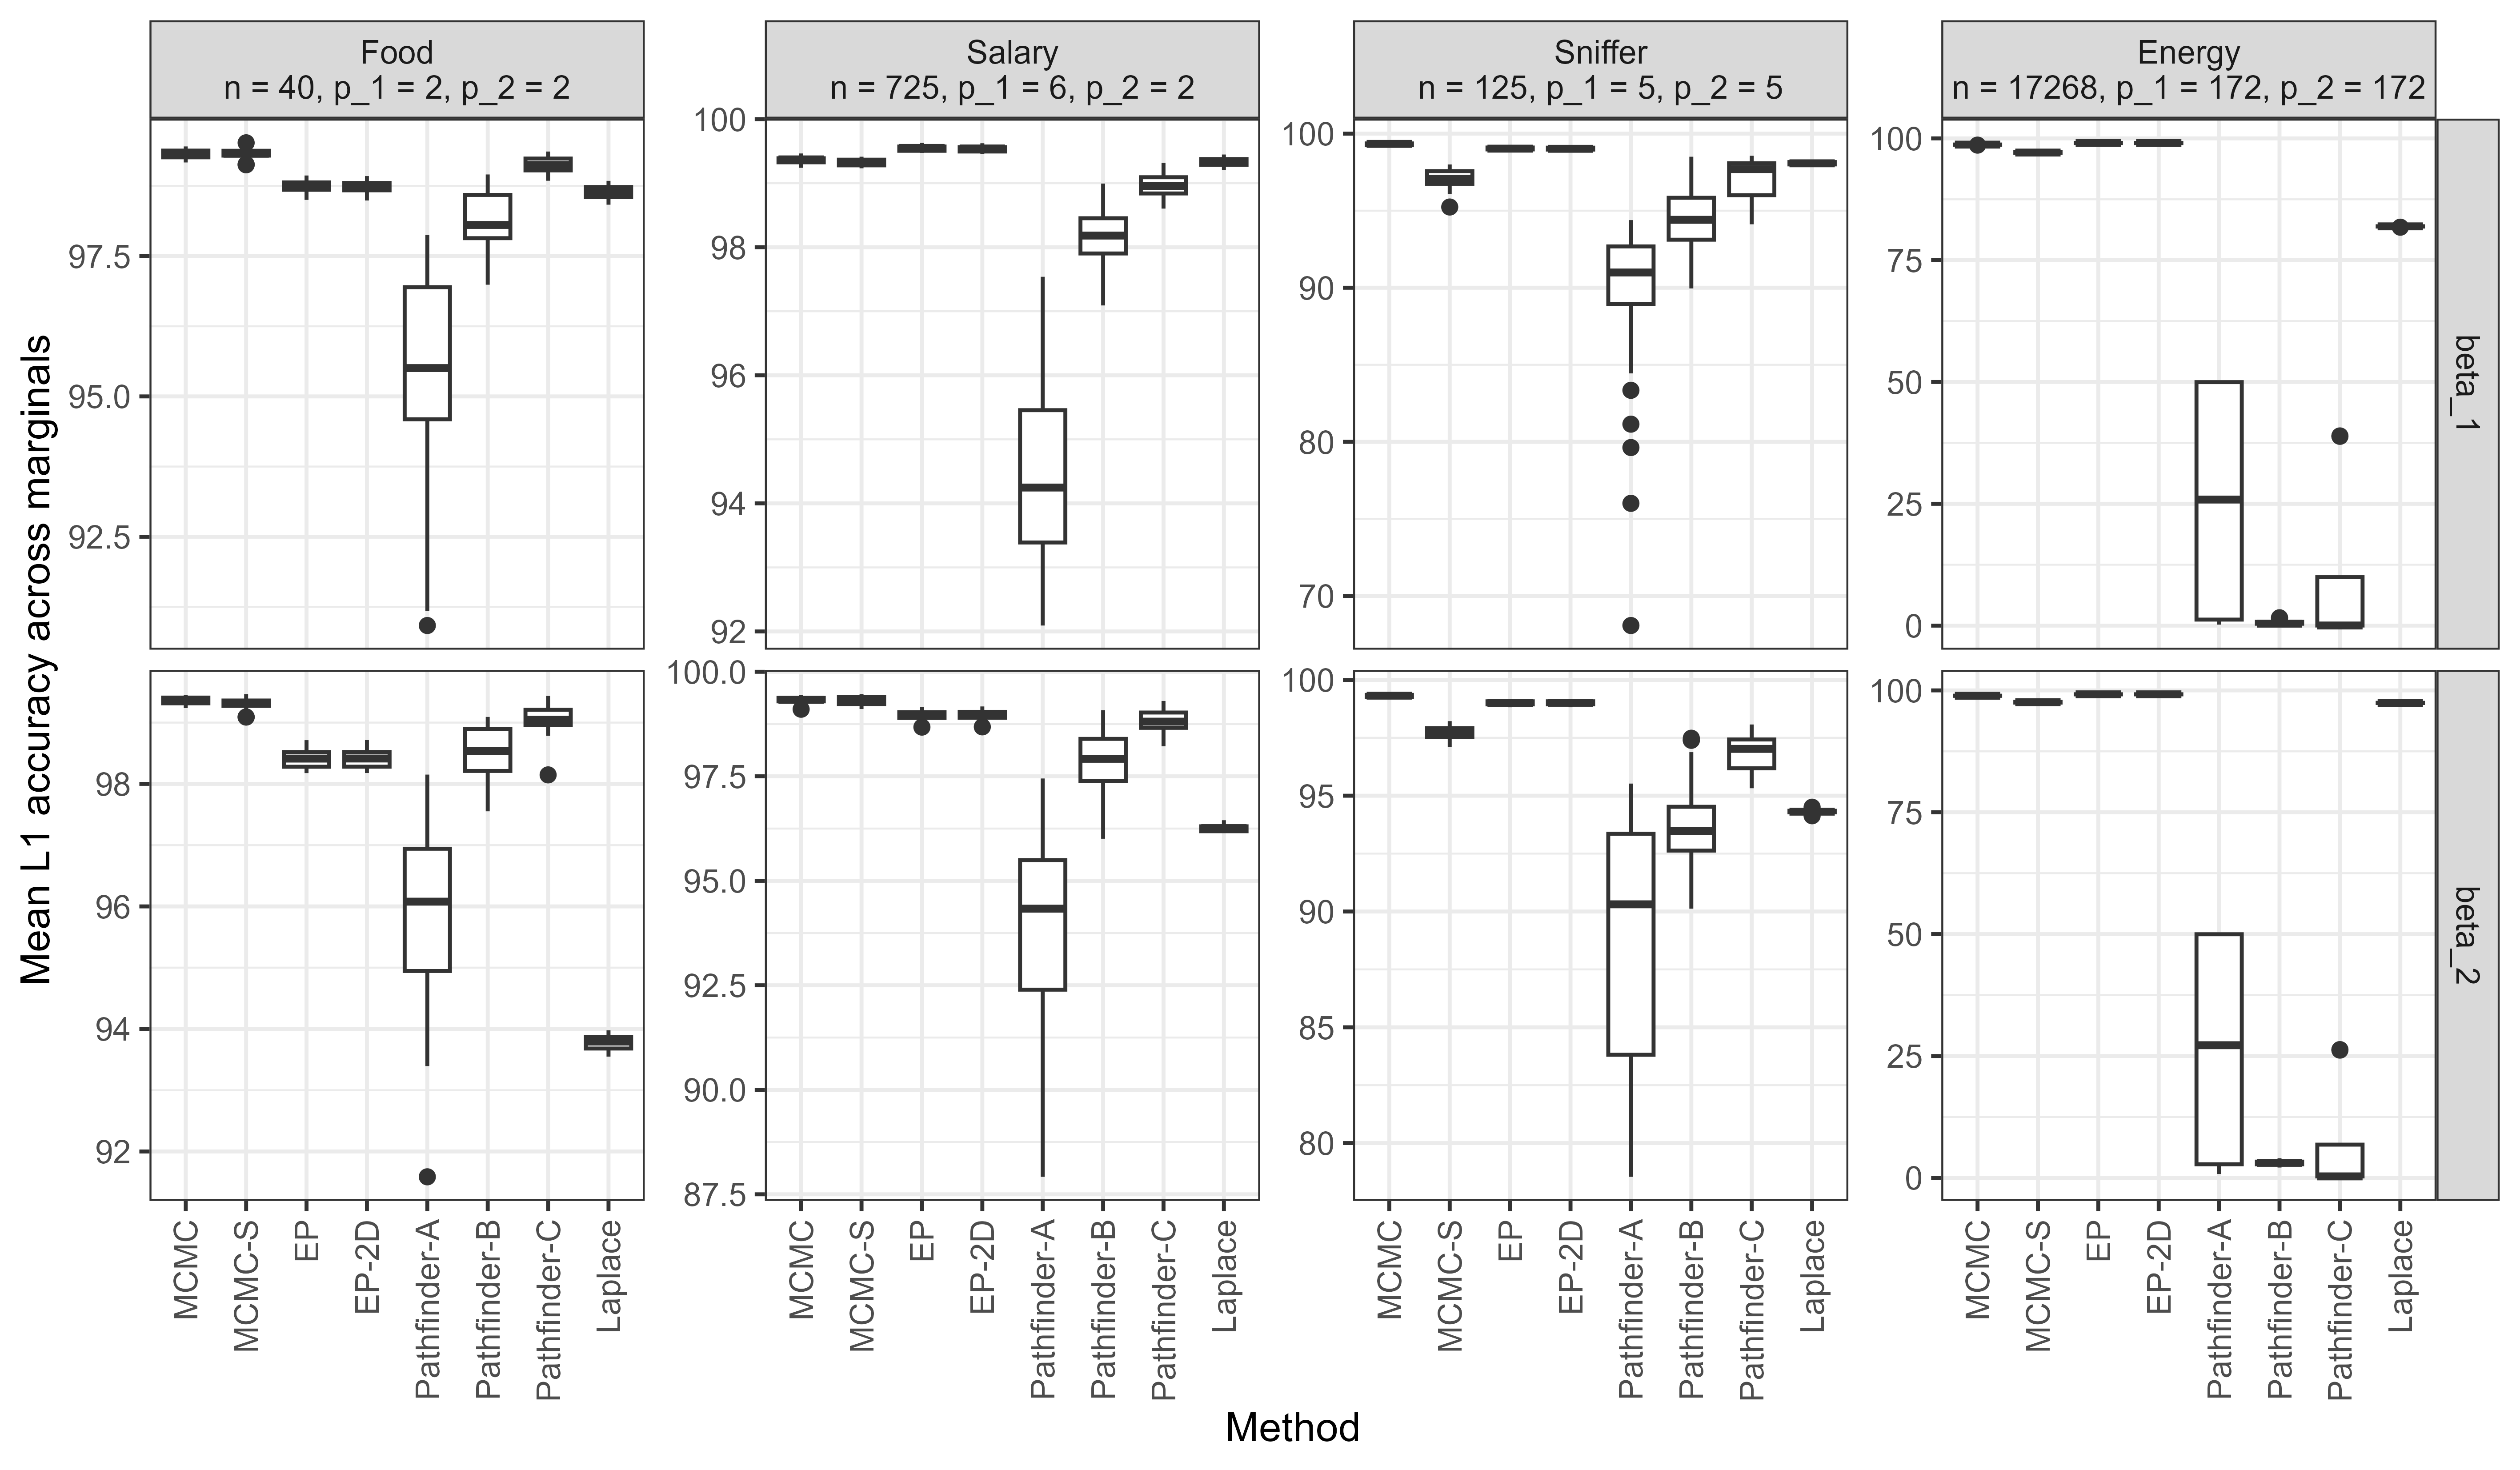 Food
n = 40, p_1 = 2, p_2 = 2
Salary
n = 725, p_1 = 6, p_2 = 2
Sniffer
n = 125, p_1 = 5, p_2 = 5
Energy
n = 17268, p_1 = 172, p_2 = 172
Mean L1 accuracy across marginals
97.5
95.0
92.5
100
98
96
94
92
100
90
80
70
100
75
50
25
0
beta_1
98
96
94
92
100.0
97.5
95.0
92.5
90.0
87.5
100
95
90
85
80
100
75
50
25
0
beta_2
MCMC
MCMC-S
EP
EP-2D
Pathfinder-A
Pathfinder-B
Pathfinder-C
Laplace
MCMC
MCMC-S
EP
EP-2D
Pathfinder-A
Pathfinder-B
Pathfinder-C
Laplace
MCMC
MCMC-S
EP
EP-2D
Pathfinder-A
Pathfinder-B
Pathfinder-C
Laplace
MCMC
MCMC-S
EP
EP-2D
Pathfinder-A
Pathfinder-B
Pathfinder-C
Laplace
Method